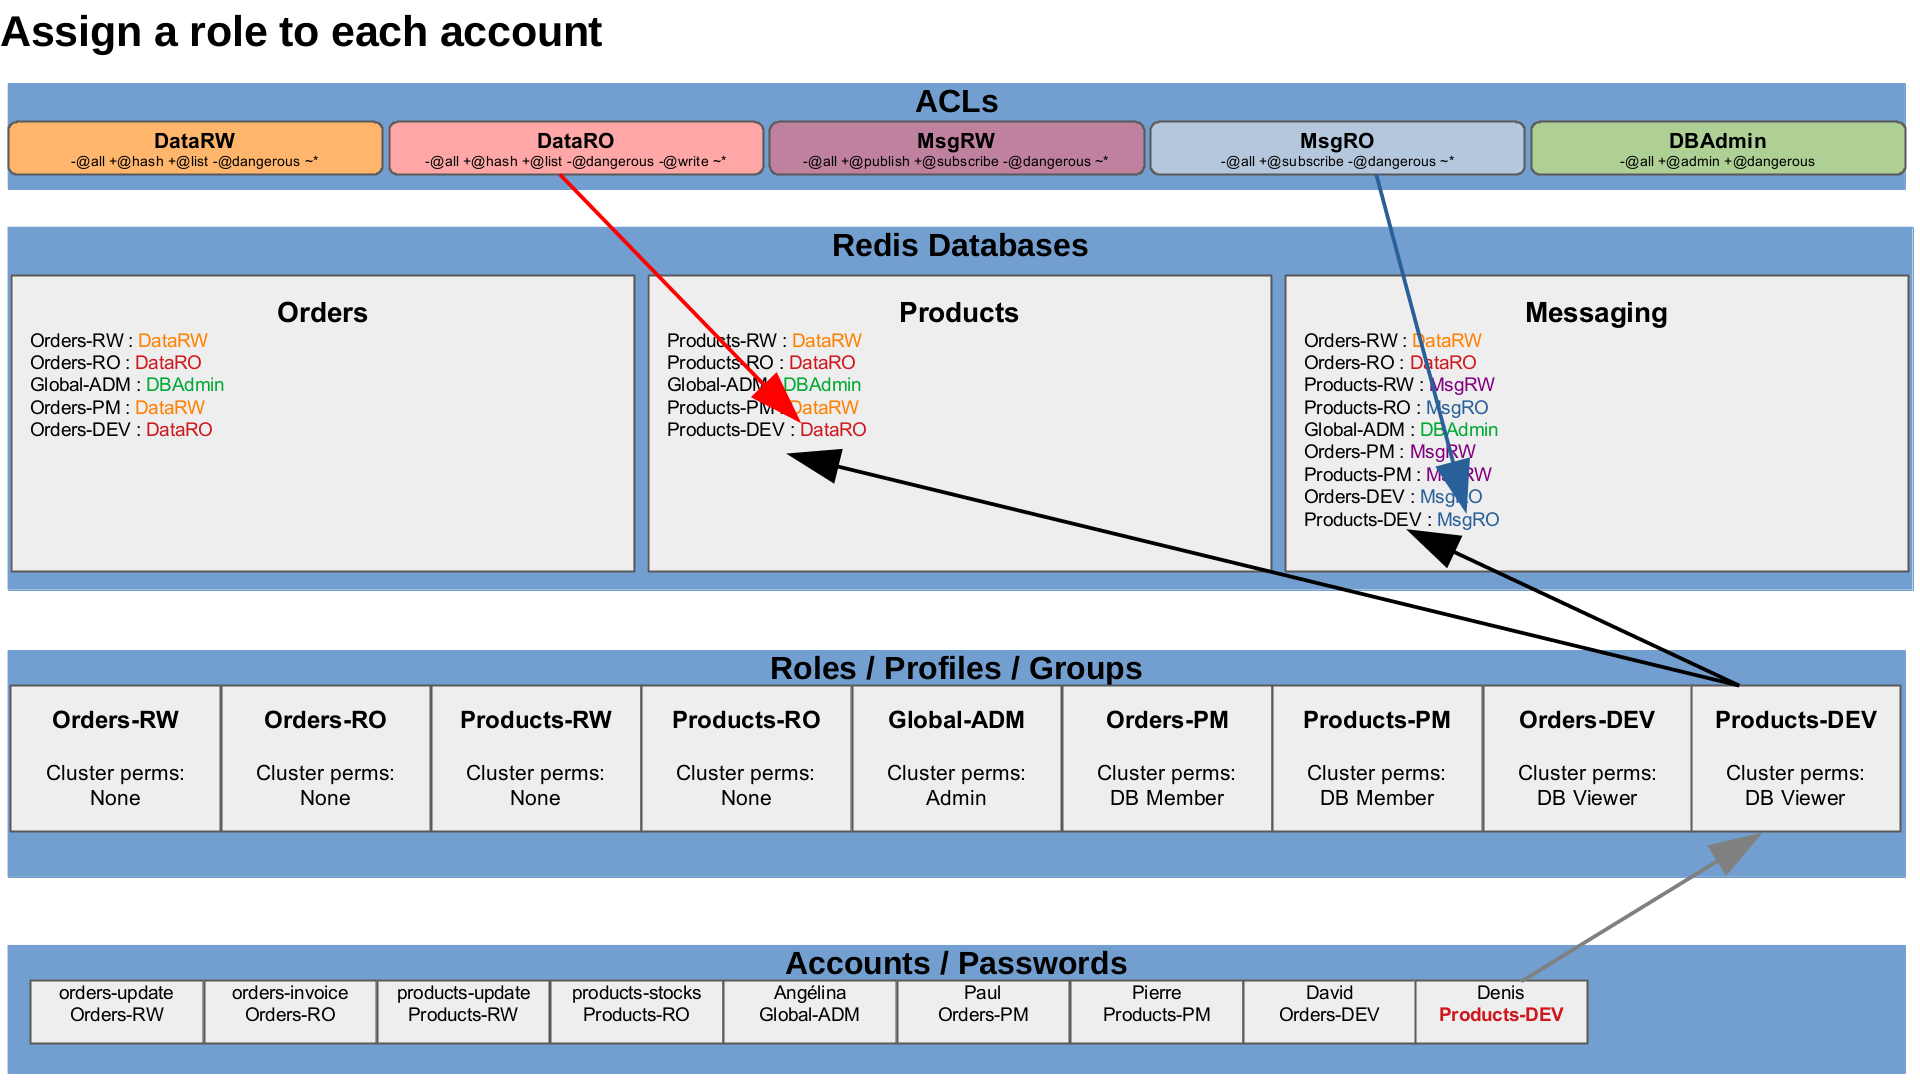 Assign a role to each account
ACLs
DataRW
-@all +@hash +@list -@dangerous ~*
DataRO
-@all +@hash +@list -@dangerous -@write ~*
MsgRW
-@all +@publish +@subscribe -@dangerous ~*
MsgRO
-@all +@subscribe -@dangerous ~*
DBAdmin
-@all +@admin +@dangerous
Redis Databases
Orders
Orders-RW : DataRW
Orders-RO : DataRO
Global-ADM : DBAdmin
Orders-PM : DataRW
Orders-DEV : DataRO
Products
Products-RW : DataRW
Products-RO : DataRO
Global-ADM : DBAdmin
Products-PM : DataRW
Products-DEV : DataRO
Messaging
Orders-RW : DataRW
Orders-RO : DataRO
Products-RW : MsgRW
Products-RO : MsgRO
Global-ADM : DBAdmin
Orders-PM : MsgRW
Products-PM : MsgRW
Orders-DEV : MsgRO
Products-DEV : MsgRO
Roles / Profiles / Groups
Orders-RW
Cluster perms:
None
Orders-RO
Cluster perms:
None
Products-RW
Cluster perms:
None
Products-RO
Cluster perms:
None
Global-ADM
Cluster perms:
Admin
Orders-PM
Cluster perms:
DB Member
Products-PM
Cluster perms:
DB Member
Orders-DEV
Cluster perms:
DB Viewer
Products-DEV
Cluster perms:
DB Viewer
Accounts / Passwords
orders-update
Orders-RW
orders-invoice
Orders-RO
products-update
Products-RW
products-stocks
Products-RO
Angélina
Global-ADM
Paul
Orders-PM
Pierre
Products-PM
David
Orders-DEV
Denis
Products-DEV